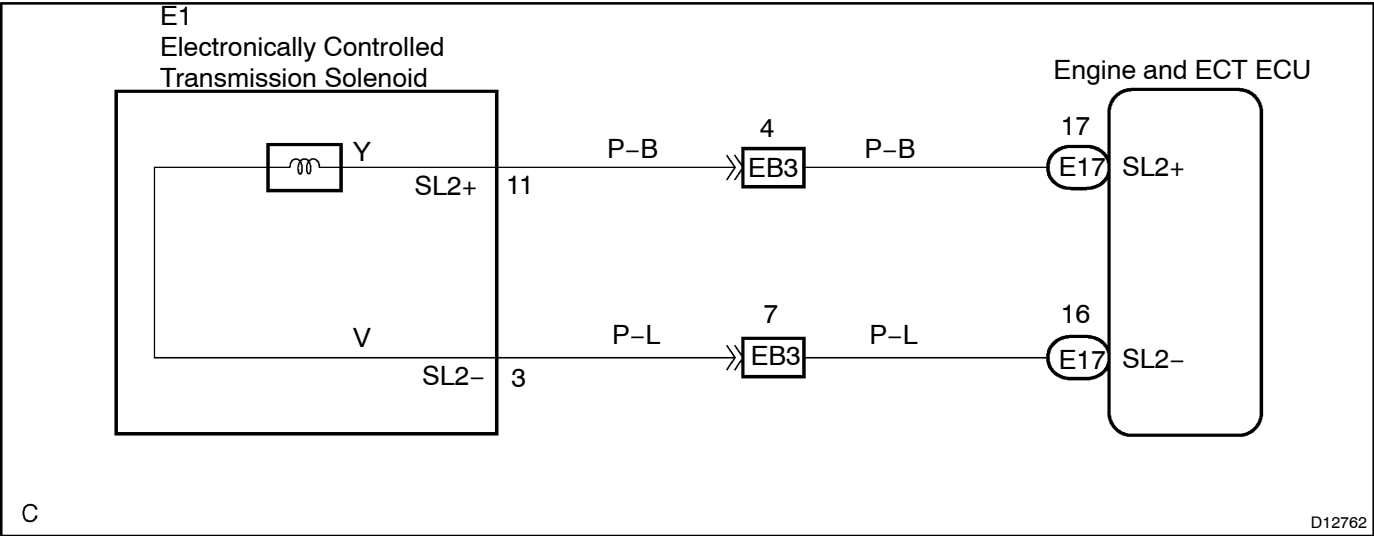 E1
Electronically Controlled
Transmission Solenoid
Engine and ECT ECU
Y
SL2+
11
P−B
4
EB3
P−B
17
E17
SL2+
V
SL2−
3
P−L
7
EB3
P−L
16
E17
SL2−
C
D12762